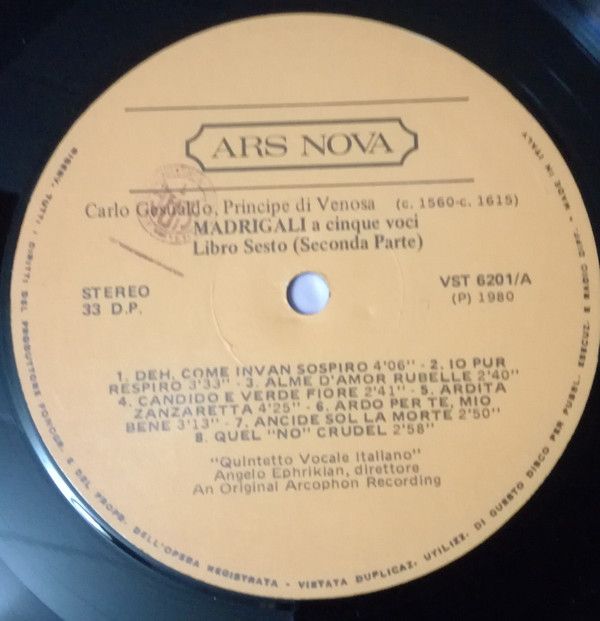 ARS NOVA
Carlo Gesualdo, Principe di Venosa (c. 1560-c. 1615)
MADRIGALI a cinque voci
Libro Sesto (Seconda Parte)
STEREO
33 D.P.
VST 6201/A
(P) 1980
1. DEH, COME INVAN SOSPIRO 4'06" - 2. IO PUR
RESPIRO 3'33" - 3. ALME D'AMOR RUBELLE 2'40"
4. CANDIDO E VERDE FIORE 2'41" - 5. ARDITA
ZANZARETTA 4'25" - 6. ARDO PER TE, MIO
BENE 3'13" - 7. ANCIDE SOL LA MORTE 2'50"
8. QUEL "NO" CRUDEL 2'58"
"Quintetto Vocale Italiano"
Angelo Ephrikian, direttore
An Original Arcophon Recording
RISERV. TUTTI I DIRITTI DEL PRODUTTORE FONOGR. E DEL PROPR. DELL'OPERA REGISTRATA - VIETATA DUPLICAZ. UTILIZZ. DI QUESTO DISCO PER PUBBL. ESECUZ. E RADIO DIFF. • MADE IN ITALY